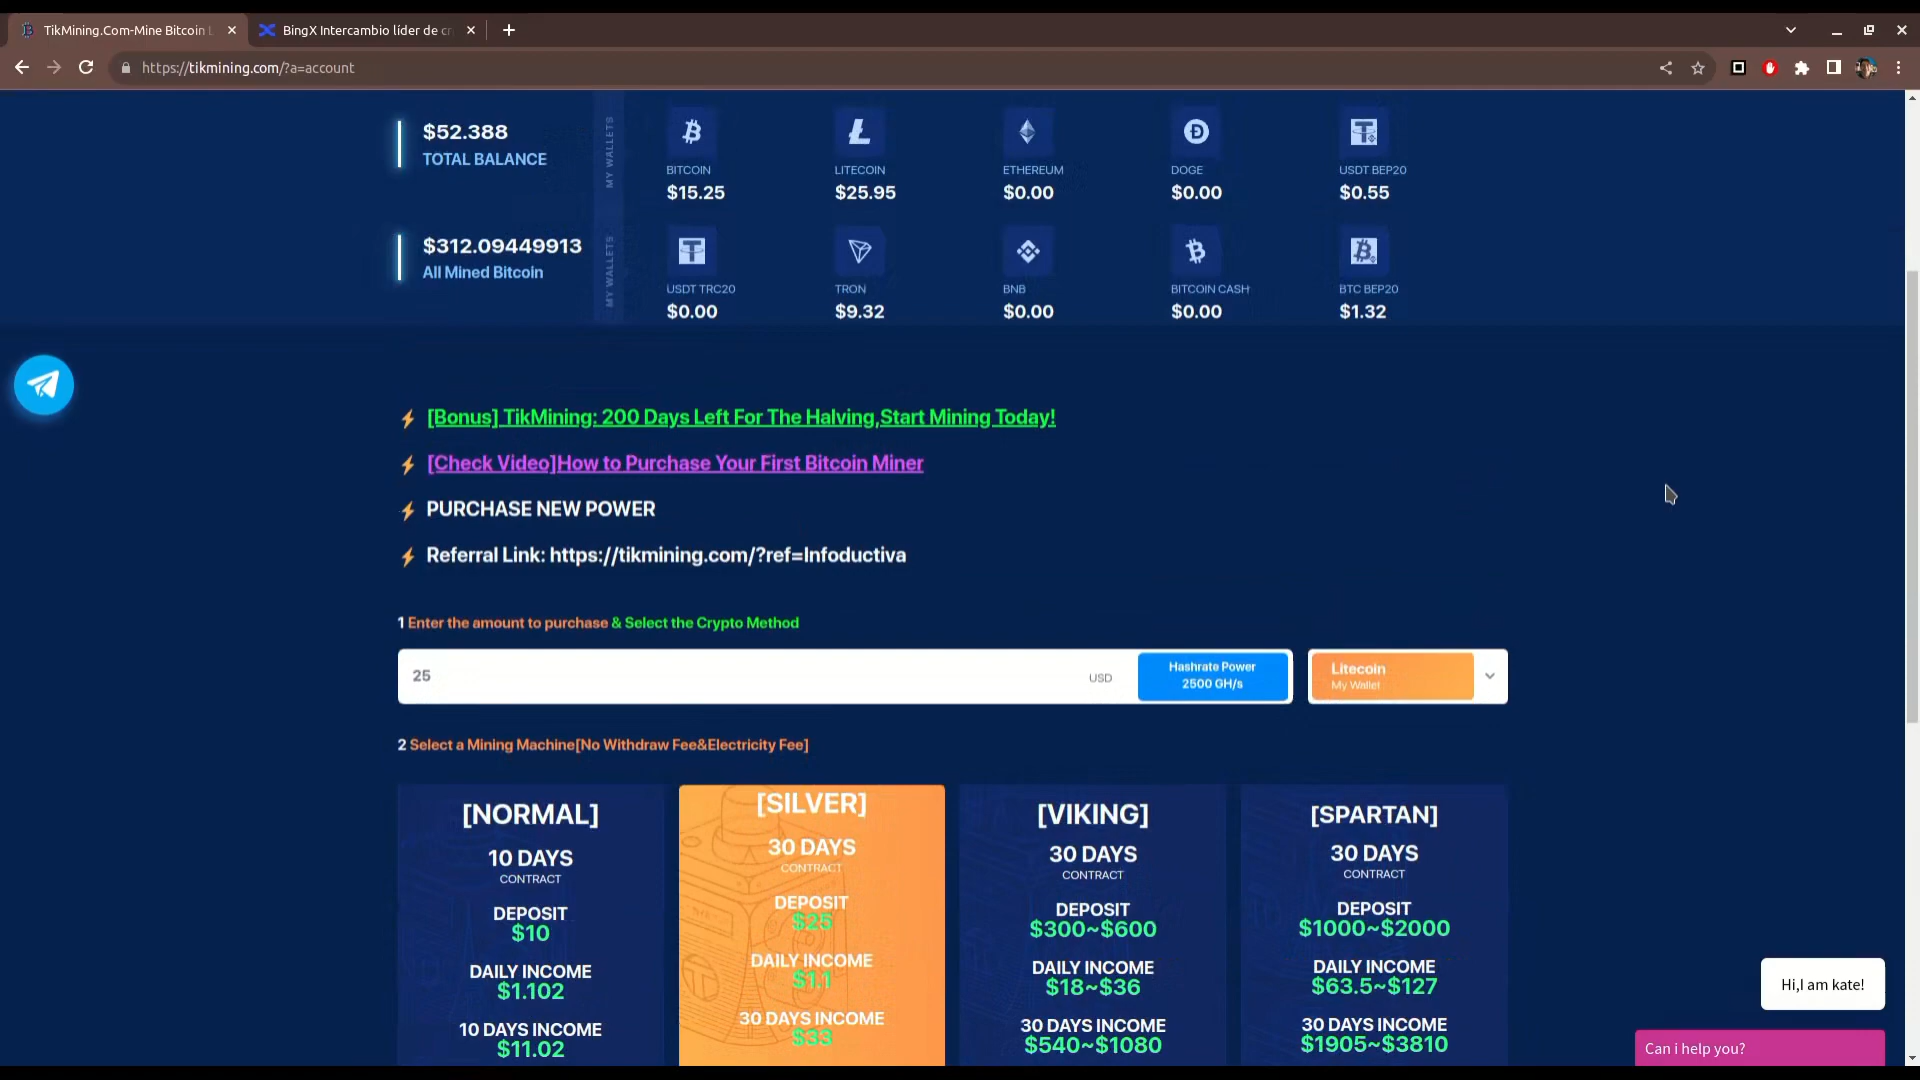 TikMining.Com-Mine Bitcoin
BingX Intercambio líder de cr
https://tikmining.com/?a=account
$52.388
TOTAL BALANCE
MY WALLETS
BITCOIN
$15.25
LITECOIN
$25.95
ETHEREUM
$0.00
DOGE
$0.00
USDT BEP20
$0.55
$312.09449913
All Mined Bitcoin
MY WALLETS
USDT TRC20
$0.00
TRON
$9.32
BNB
$0.00
BITCOIN CASH
$0.00
BTC BEP20
$1.32
[Bonus] TikMining: 200 Days Left For The Halving,Start Mining Today!
[Check Video]How to Purchase Your First Bitcoin Miner
PURCHASE NEW POWER
Referral Link: https://tikmining.com/?ref=Infoductiva
1 Enter the amount to purchase & Select the Crypto Method
25
USD
Hashrate Power
2500 GH/s
Litecoin
My Wallet
2 Select a Mining Machine[No Withdraw Fee&Electricity Fee]
[NORMAL]
10 DAYS
CONTRACT
DEPOSIT
$10
DAILY INCOME
$1.102
10 DAYS INCOME
$11.02
[SILVER]
30 DAYS
CONTRACT
DEPOSIT
$25
DAILY INCOME
$1.1
30 DAYS INCOME
$33
[VIKING]
30 DAYS
CONTRACT
DEPOSIT
$300~$600
DAILY INCOME
$18~$36
30 DAYS INCOME
$540~$1080
[SPARTAN]
30 DAYS
CONTRACT
DEPOSIT
$1000~$2000
DAILY INCOME
$63.5~$127
30 DAYS INCOME
$1905~$3810
Hi,I am kate!
Can i help you?